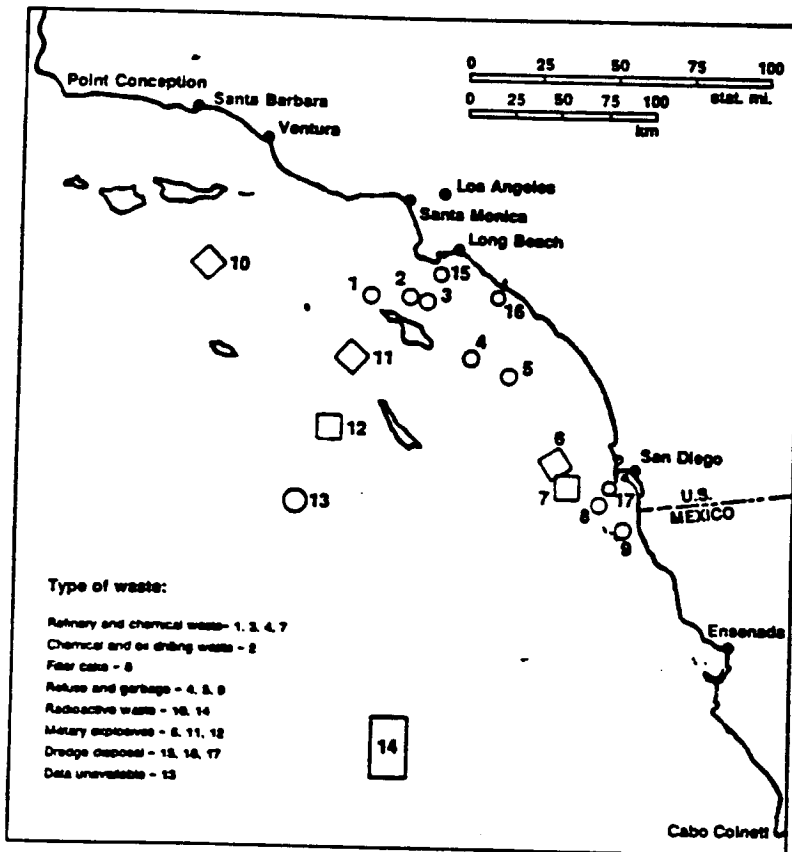 0 25 50 75 100
stat. mi.
0 25 50 75 100
km
Point Conception
Santa Barbara
Ventura
Los Angeles
Santa Monica
Long Beach
10
1
2
3
15
16
11
4
5
12
6
San Diego
7
13
8
17
U.S.
MEXICO
9
Type of waste:
Refinery and chemical waste - 1, 3, 4, 7
Chemical and oil drilling waste - 2
Filter cake - 8
Refuse and garbage - 4, 5, 9
Radioactive waste - 10, 14
Military explosives - 6, 11, 12
Dredge disposal - 15, 16, 17
Data unavailable - 13
Ensenada
14
Cabo Colnett